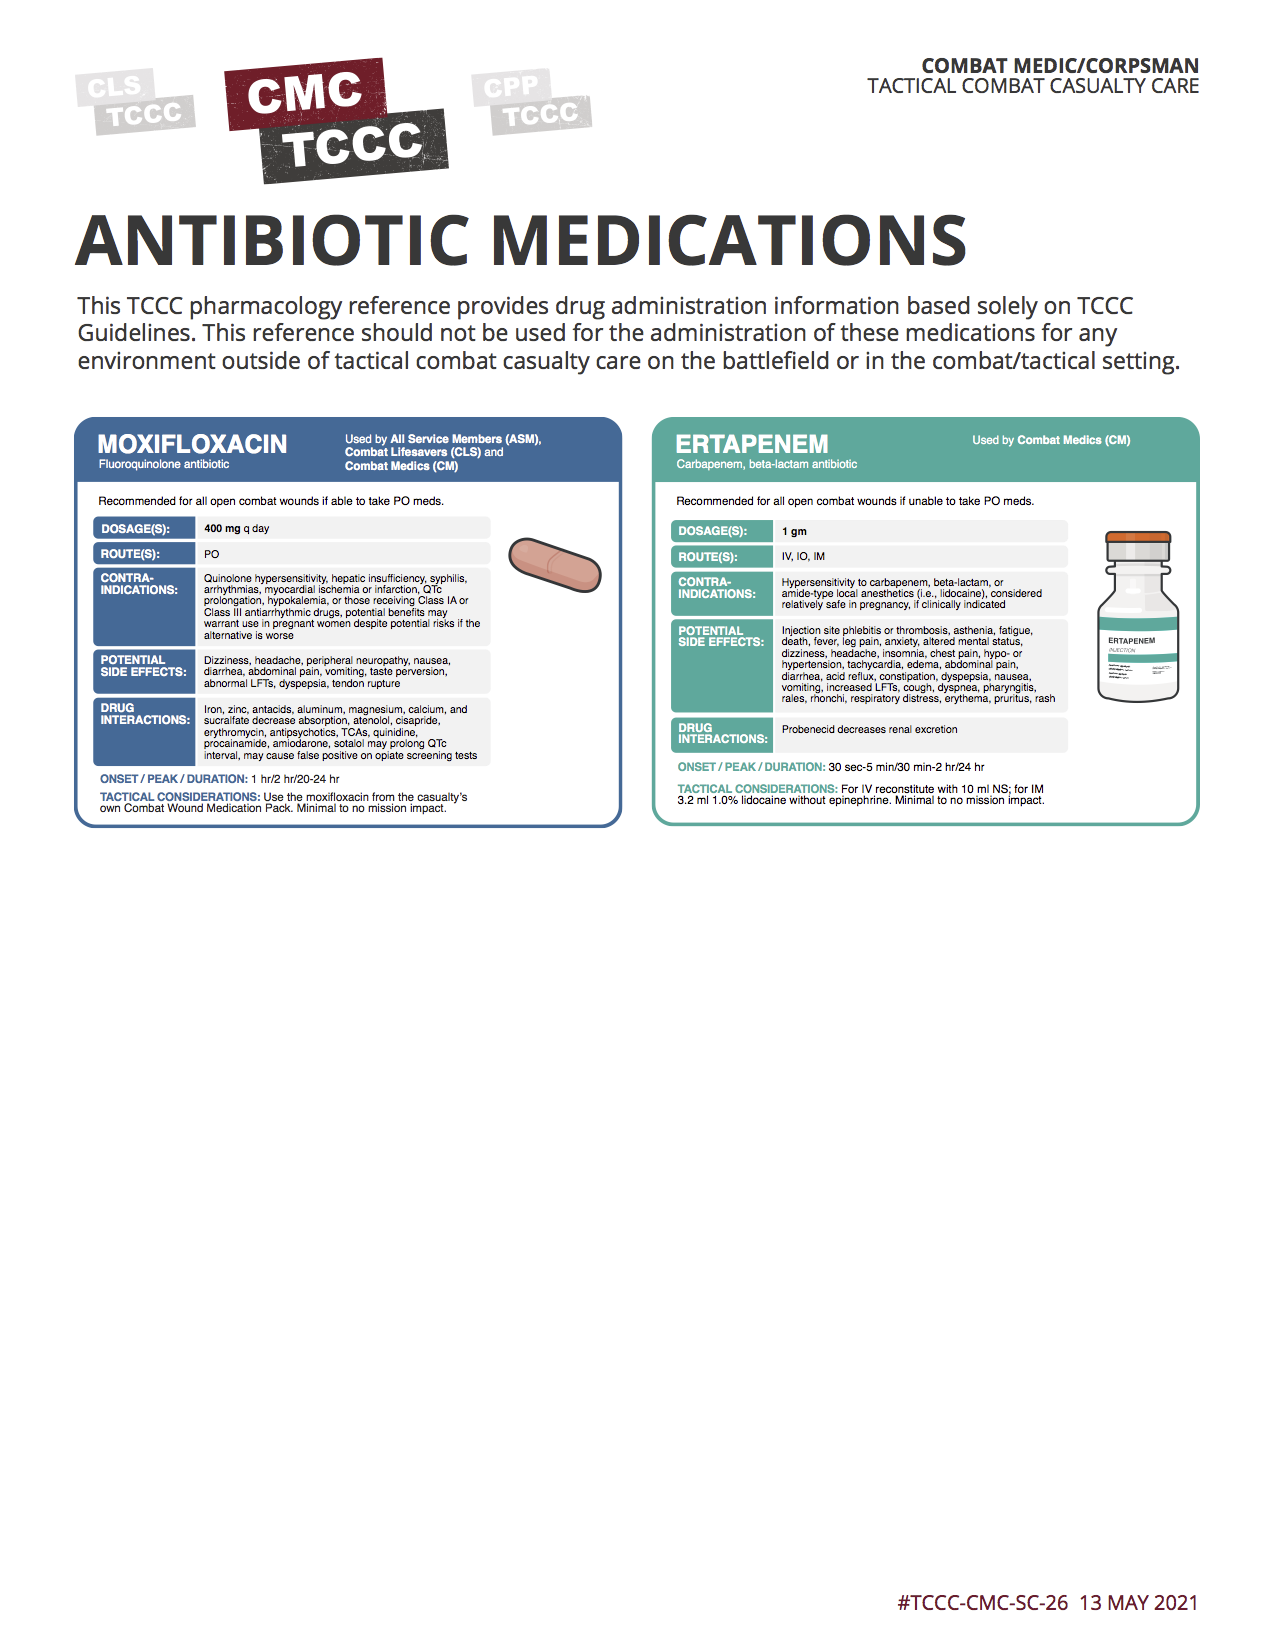 CLS
TCCC
CMC
TCCC
CPP
TCCC
COMBAT MEDIC/CORPSMAN
TACTICAL COMBAT CASUALTY CARE
ANTIBIOTIC MEDICATIONS
This TCCC pharmacology reference provides drug administration information based solely on TCCC
Guidelines. This reference should not be used for the administration of these medications for any
environment outside of tactical combat casualty care on the battlefield or in the combat/tactical setting.
MOXIFLOXACIN
Fluoroquinolone antibiotic
Used by All Service Members (ASM),
Combat Lifesavers (CLS) and
Combat Medics (CM)
Recommended for all open combat wounds if able to take PO meds.
DOSAGE(S):
400 mg q day
ROUTE(S):
PO
CONTRA-
INDICATIONS:
Quinolone hypersensitivity, hepatic insufficiency, syphilis,
arrhythmias, myocardial ischemia or infarction, QTc
prolongation, hypokalemia, or those receiving Class IA or
Class III antiarrhythmic drugs, potential benefits may
warrant use in pregnant women despite potential risks if the
alternative is worse
POTENTIAL
SIDE EFFECTS:
Dizziness, headache, peripheral neuropathy, nausea,
diarrhea, abdominal pain, vomiting, taste perversion,
abnormal LFTs, dyspepsia, tendon rupture
DRUG
INTERACTIONS:
Iron, zinc, antacids, aluminum, magnesium, calcium, and
sucralfate decrease absorption, atenolol, cisapride,
erythromycin, antipsychotics, TCAs, quinidine,
procainamide, amiodarone, sotalol may prolong QTc
interval, may cause false positive on opiate screening tests
ONSET / PEAK / DURATION: 1 hr/2 hr/20-24 hr
TACTICAL CONSIDERATIONS: Use the moxifloxacin from the casualty's
own Combat Wound Medication Pack. Minimal to no mission impact.
ERTAPENEM
Carbapenem, beta-lactam antibiotic
Used by Combat Medics (CM)
Recommended for all open combat wounds if unable to take PO meds.
DOSAGE(S):
1 gm
ROUTE(S):
IV, IO, IM
CONTRA-
INDICATIONS:
Hypersensitivity to carbapenem, beta-lactam, or
amide-type local anesthetics (i.e., lidocaine), considered
relatively safe in pregnancy, if clinically indicated
POTENTIAL
SIDE EFFECTS:
Injection site phlebitis or thrombosis, asthenia, fatigue,
death, fever, leg pain, anxiety, altered mental status,
dizziness, headache, insomnia, chest pain, hypo- or
hypertension, tachycardia, edema, abdominal pain,
diarrhea, acid reflux, constipation, dyspepsia, nausea,
vomiting, increased LFTs, cough, dyspnea, pharyngitis,
rales, rhonchi, respiratory distress, erythema, pruritus, rash
DRUG
INTERACTIONS:
Probenecid decreases renal excretion
ONSET / PEAK / DURATION: 30 sec-5 min/30 min-2 hr/24 hr
TACTICAL CONSIDERATIONS: For IV reconstitute with 10 ml NS; for IM
3.2 ml 1.0% lidocaine without epinephrine. Minimal to no mission impact.
ERTAPENEM
INJECTION
#TCCC-CMC-SC-26 13 MAY 2021